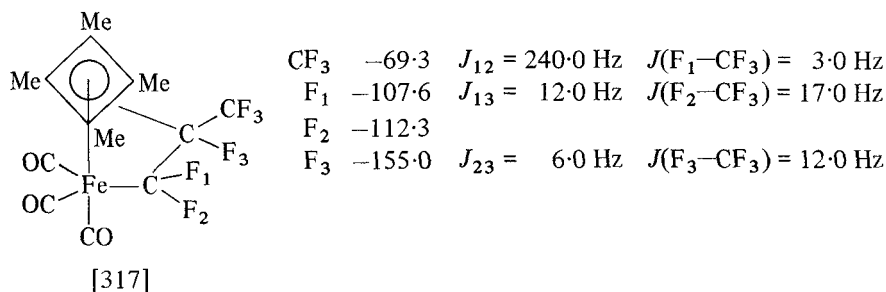 Me
Me Me
Me
CF₃
C
F₃
OC
Fe C F₁
OC
F₂
CO
[317]
CF₃ −69·3 J₁₂ = 240·0 Hz J(F₁—CF₃) = 3·0 Hz
F₁ −107·6 J₁₃ = 12·0 Hz J(F₂—CF₃) = 17·0 Hz
F₂ −112·3
F₃ −155·0 J₂₃ = 6·0 Hz J(F₃—CF₃) = 12·0 Hz